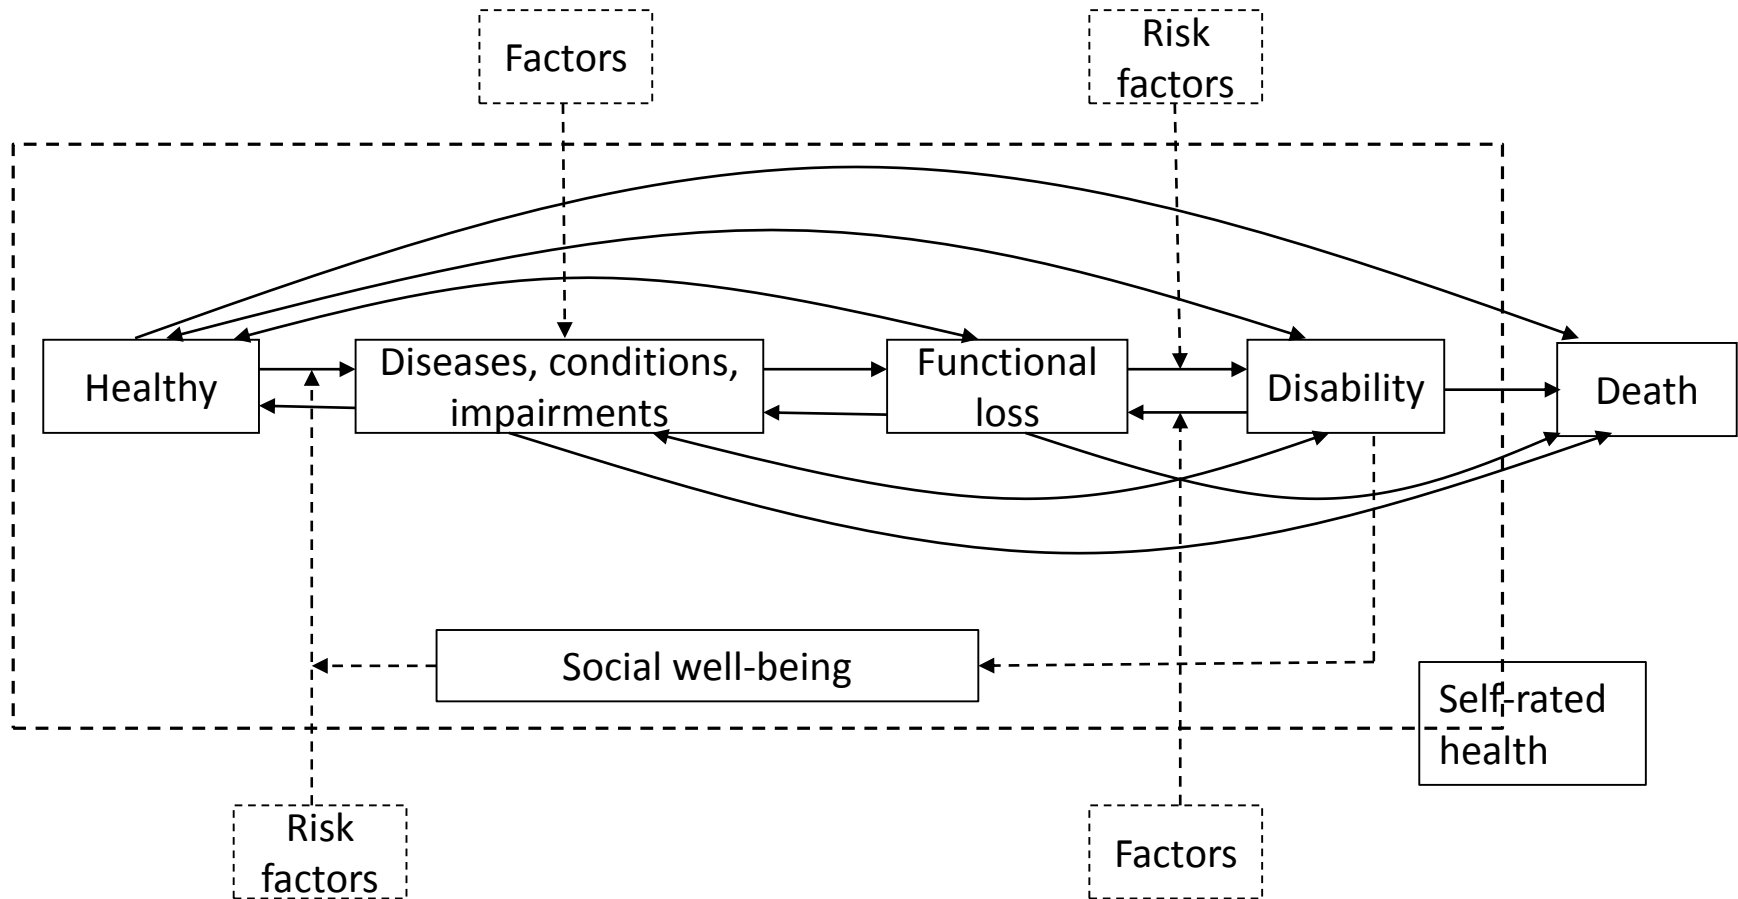 Factors
Risk
factors
Healthy
Diseases, conditions,
impairments
Functional
loss
Disability
Death
Social well-being
Self-rated
health
Risk
factors
Factors